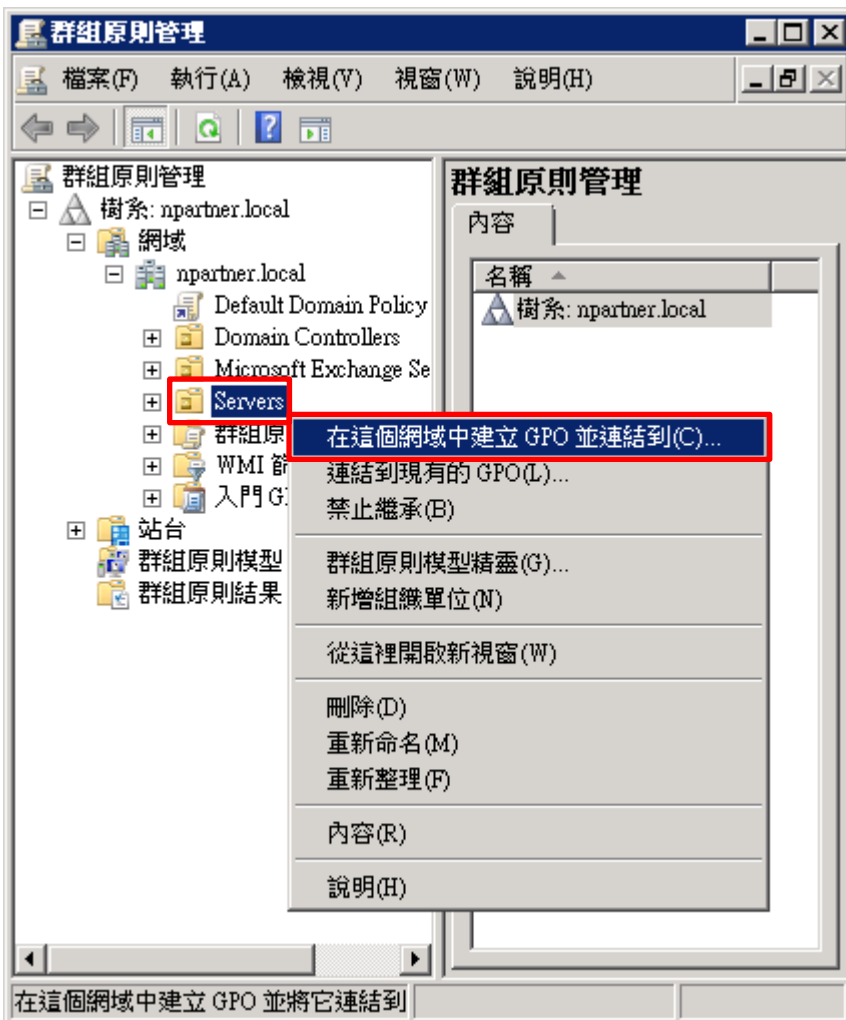 群組原則管理
檔案(F) 執行(A) 檢視(V) 視窗(W) 說明(H)
群組原則管理
樹系: npartner.local
網域
npartner.local
Default Domain Policy
Domain Controllers
Microsoft Exchange Se
Servers
群組原
WMI 篩
入門 G
站台
群組原則模型
群組原則結果
群組原則管理
內容
名稱
樹系: npartner.local
在這個網域中建立 GPO 並連結到(C)...
連結到現有的 GPO(L)...
禁止繼承(B)
群組原則模型精靈(G)...
新增組織單位(N)
從這裡開啟新視窗(W)
刪除(D)
重新命名(M)
重新整理(F)
內容(R)
說明(H)
在這個網域中建立 GPO 並將它連結到